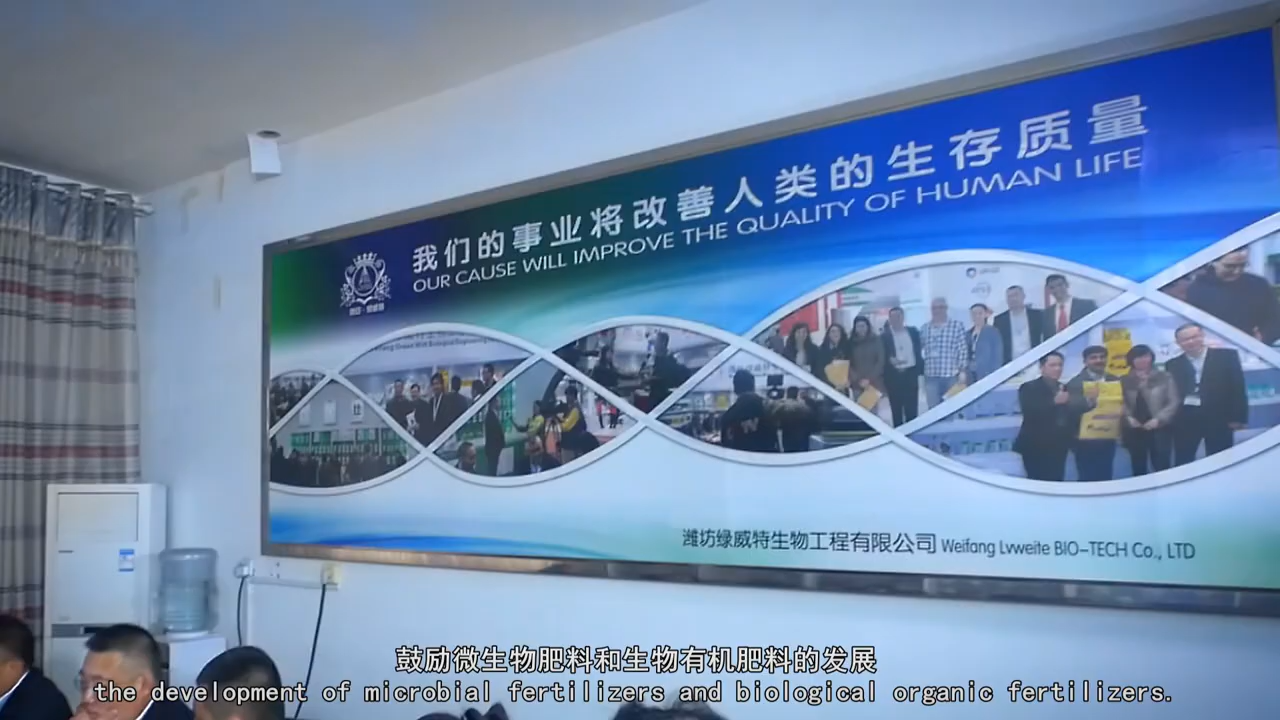 我们的事业将改善人类的生存质量
OUR CAUSE WILL IMPROVE THE QUALITY OF HUMAN LIFE
潍坊绿威特生物工程有限公司 Weifang Lvweite BIO-TECH Co., LTD
鼓励微生物肥料和生物有机肥料的发展
the development of microbial fertilizers and biological organic fertilizers.